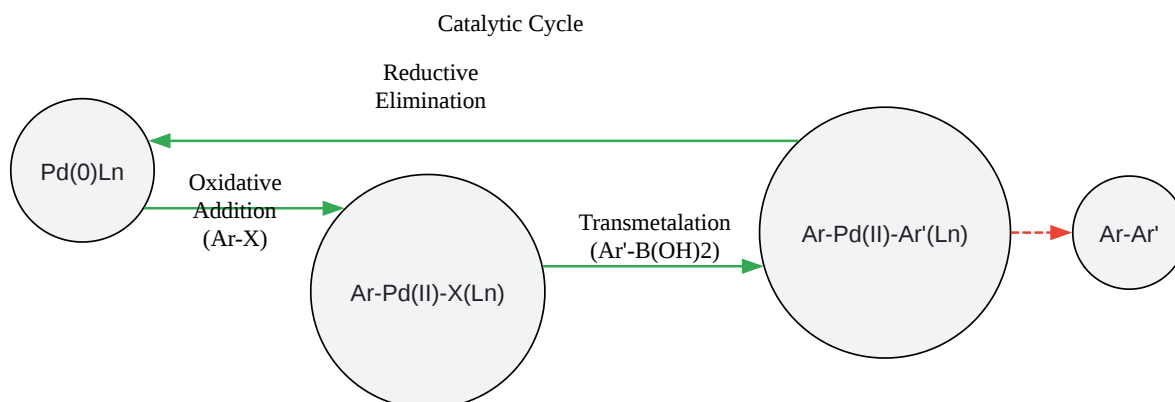 Catalytic Cycle
Reductive
Elimination
Pd(0)Ln
Oxidative
Addition
(Ar-X)
Ar-Pd(II)-X(Ln)
Transmetalation
(Ar'-B(OH)2)
Ar-Pd(II)-Ar'(Ln)
Ar-Ar'